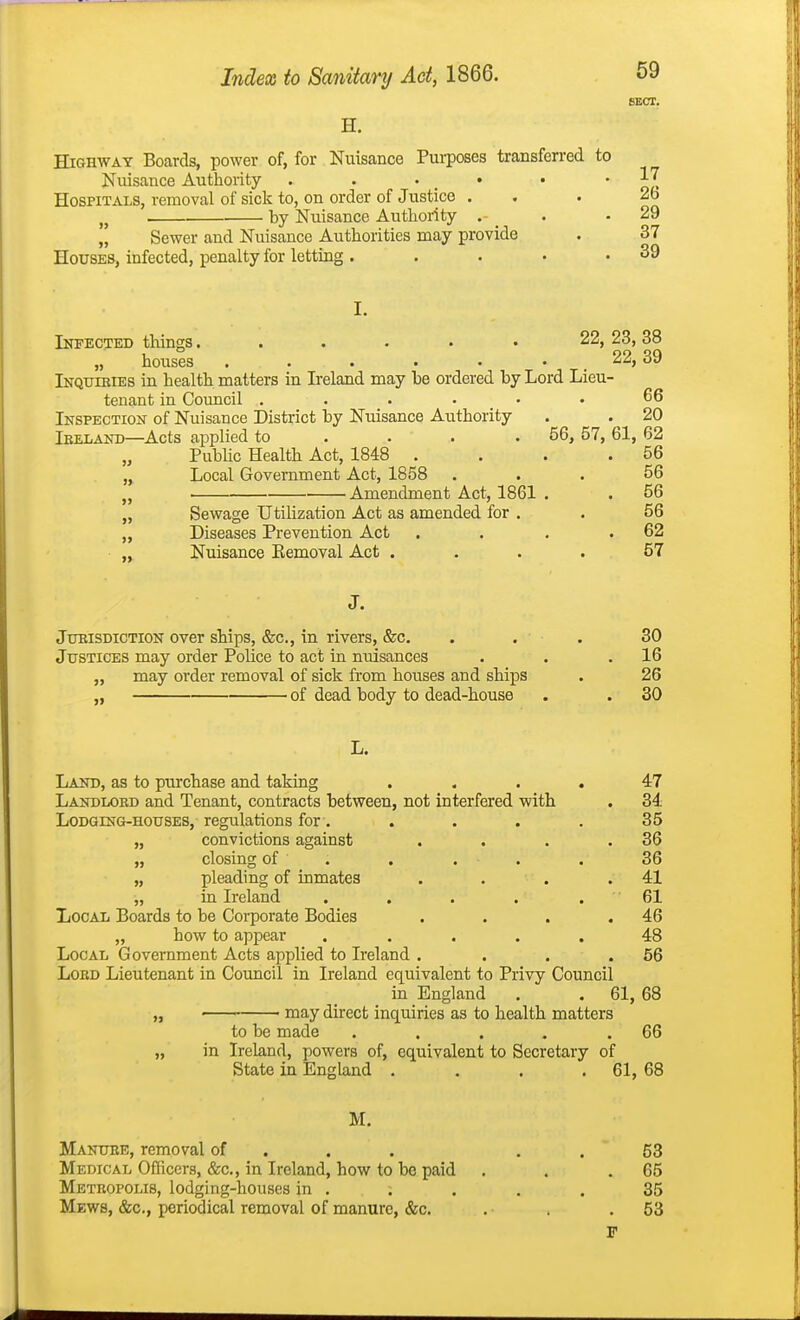 Index to Sanitary Act, 1866. 59
SECT.
H.
HIGHWAY Boards, power of, for Nuisance Purposes transferred to
Nuisance Authority . . . . . . 17
HOSPITALS, removal of sick to, on order of Justice . . . 26
„ ——— by Nuisance Authority . . . 29
„ Sewer and Nuisance Authorities may provide . 37
HOUSES, infected, penalty for letting . . . . . 39
I.
INFECTED things . . . . . . 22, 23, 38
„ houses . . . . . . 22, 39
INQUIRIES in health matters in Ireland may be ordered by Lord Lieu-
tenant in Council . . . . . . 66
INSPECTION of Nuisance District by Nuisance Authority . . 20
IRELAND—Acts applied to . . . . 56, 57, 61, 62
„ Public Health Act, 1848 . . . . 56
„ Local Government Act, 1858 . . . 56
„ ——— Amendment Act, 1861 . . 56
„ Sewage Utilization Act as amended for . . 56
„ Diseases Prevention Act . . . . 62
„ Nuisance Removal Act . . . . 57
J.
JURISDICTION over ships, &c., in rivers, &c. . . . 30
JUSTICES may order Police to act in nuisances . . . 16
„ may order removal of sick from houses and ships . 26
„ ——— of dead body to dead-house . . 30
L.
LAND, as to purchase and taking . . . . 47
LANDLORD and Tenant, contracts between, not interfered with . 34
LODGING-HOUSES, regulations for . . . . . 35
„ convictions against . . . . 36
„ closing of . . . . . 36
„ pleading of inmates . . . . 41
„ in Ireland . . . . . 61
LOCAL Boards to be Corporate Bodies . . . . 46
„ how to appear . . . . . 48
LOCAL Government Acts applied to Ireland . . . . 56
LORD Lieutenant in Council in Ireland equivalent to Privy Council
in England . . 61, 68
„ ——— may direct inquiries as to health matters
to be made . . . . . 66
„ in Ireland, powers of, equivalent to Secretary of
State in England . . . . 61, 68
M.
MANURE, removal of . . . . . 53
MEDICAL Officers, &c., in Ireland, how to be paid . . . 65
METROPOLIS, lodging-houses in . . . . . 35
MEWS, &c., periodical removal of manure, &c. . . . 53
F